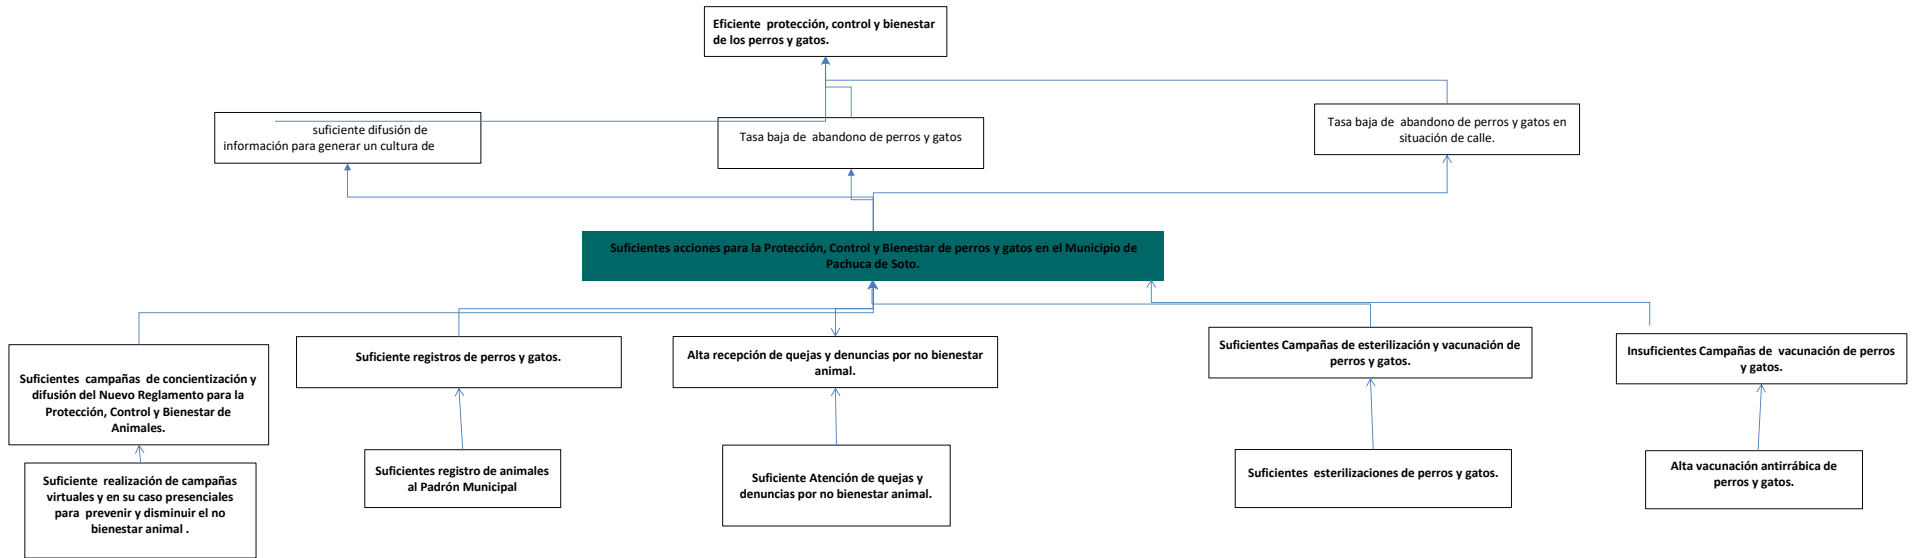 Eficiente protección, control y bienestar
de los perros y gatos.
suficiente difusión de
información para generar un cultura de
Tasa baja de abandono de perros y gatos
Tasa baja de abandono de perros y gatos en
situación de calle.
Suficientes acciones para la Protección, Control y Bienestar de perros y gatos en el Municipio de
Pachuca de Soto.
Suficientes campañas de concientización y
difusión del Nuevo Reglamento para la
Protección, Control y Bienestar de
Animales.
Suficiente registros de perros y gatos.
Alta recepción de quejas y denuncias por no bienestar
animal.
Suficientes Campañas de esterilización y vacunación de
perros y gatos.
Insuficientes Campañas de vacunación de perros
y gatos.
Suficiente realización de campañas
virtuales y en su caso presenciales
para prevenir y disminuir el no
bienestar animal .
Suficientes registro de animales
al Padrón Municipal
Suficiente Atención de quejas y
denuncias por no bienestar animal.
Suficientes esterilizaciones de perros y gatos.
Alta vacunación antirrábica de
perros y gatos.